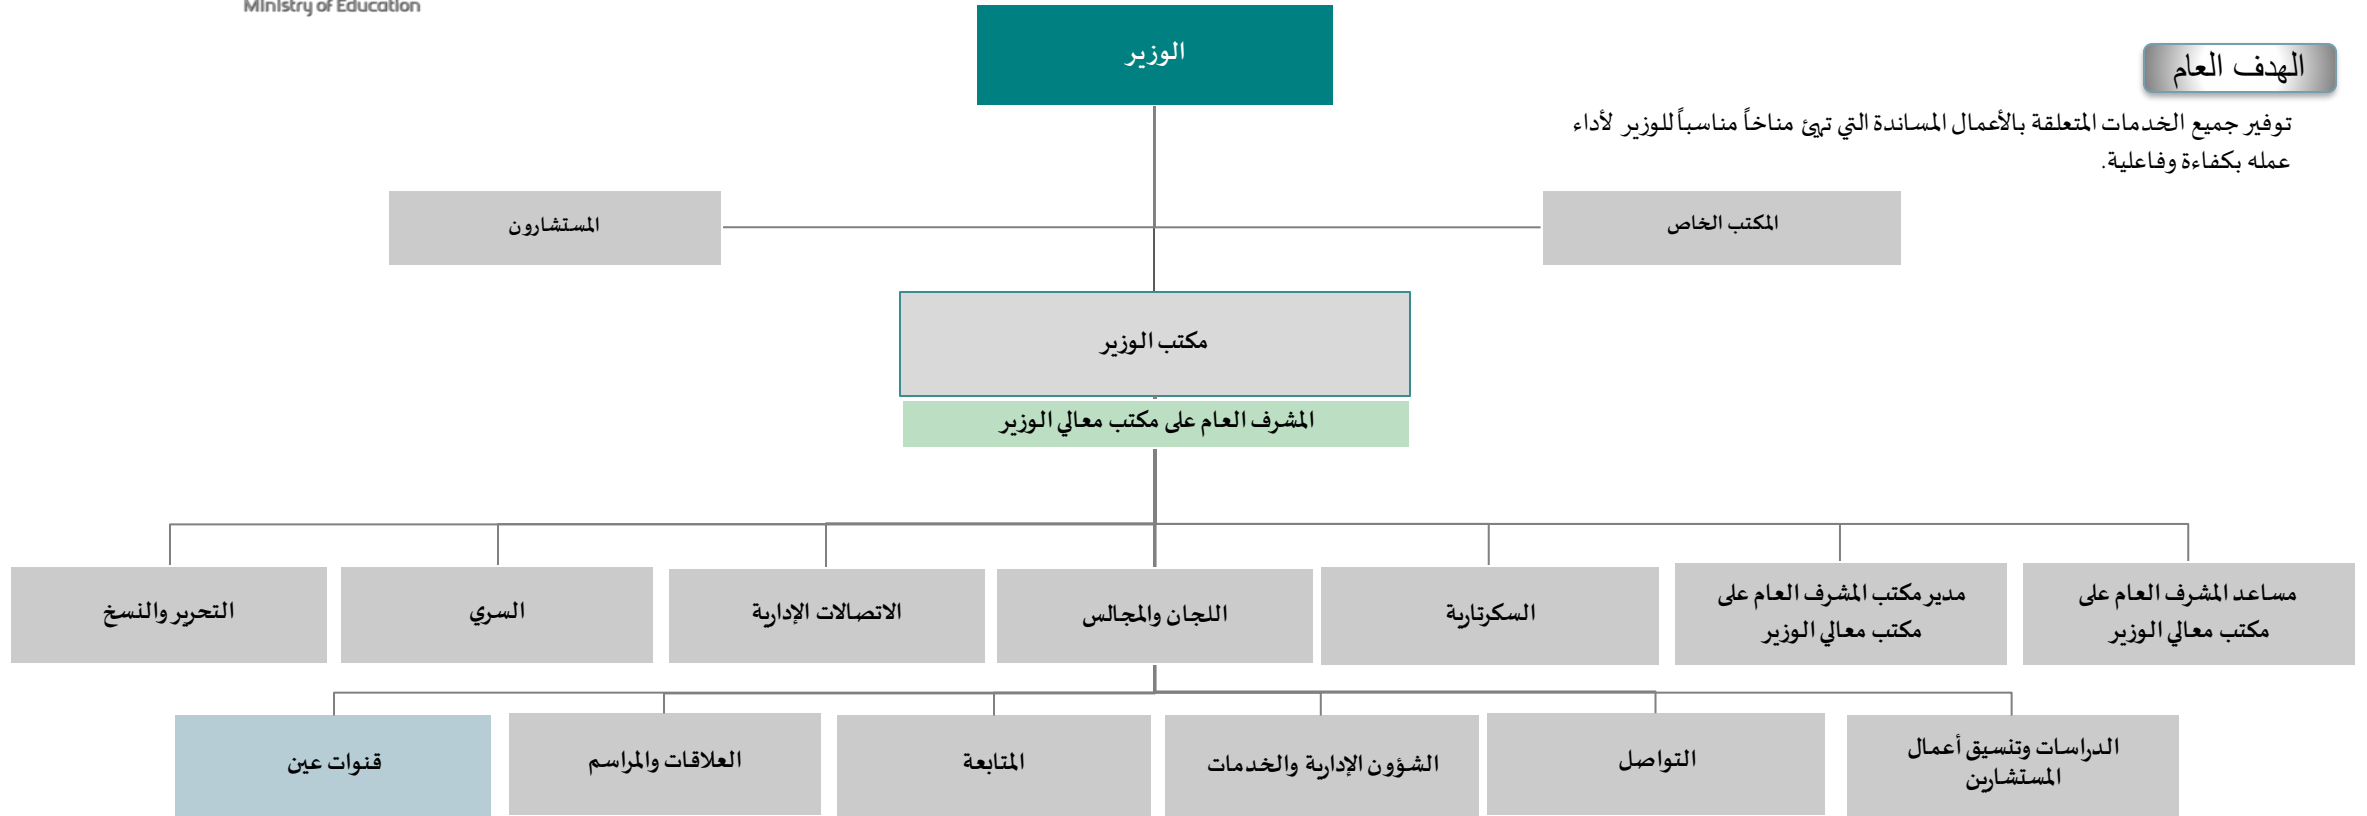 Ministry of Education
الوزير
الهدف العام
توفير جميع الخدمات المتعلقة بالأعمال المساندة التي تهئ مناخاً مناسباً للوزير لأداء
عمله بكفاءة وفاعلية.
المكتب الخاص
المستشارون
مكتب الوزير
المشرف العام على مكتب معالي الوزير
مساعد المشرف العام على
مكتب معالي الوزير
مدير مكتب المشرف العام على
مكتب معالي الوزير
السكرتارية
اللجان والمجالس
الاتصالات الإدارية
السري
التحرير والنسخ
الدراسات وتنسيق أعمال
المستشارين
التواصل
الشؤون الإدارية والخدمات
المتابعة
العلاقات والمراسم
قنوات عين